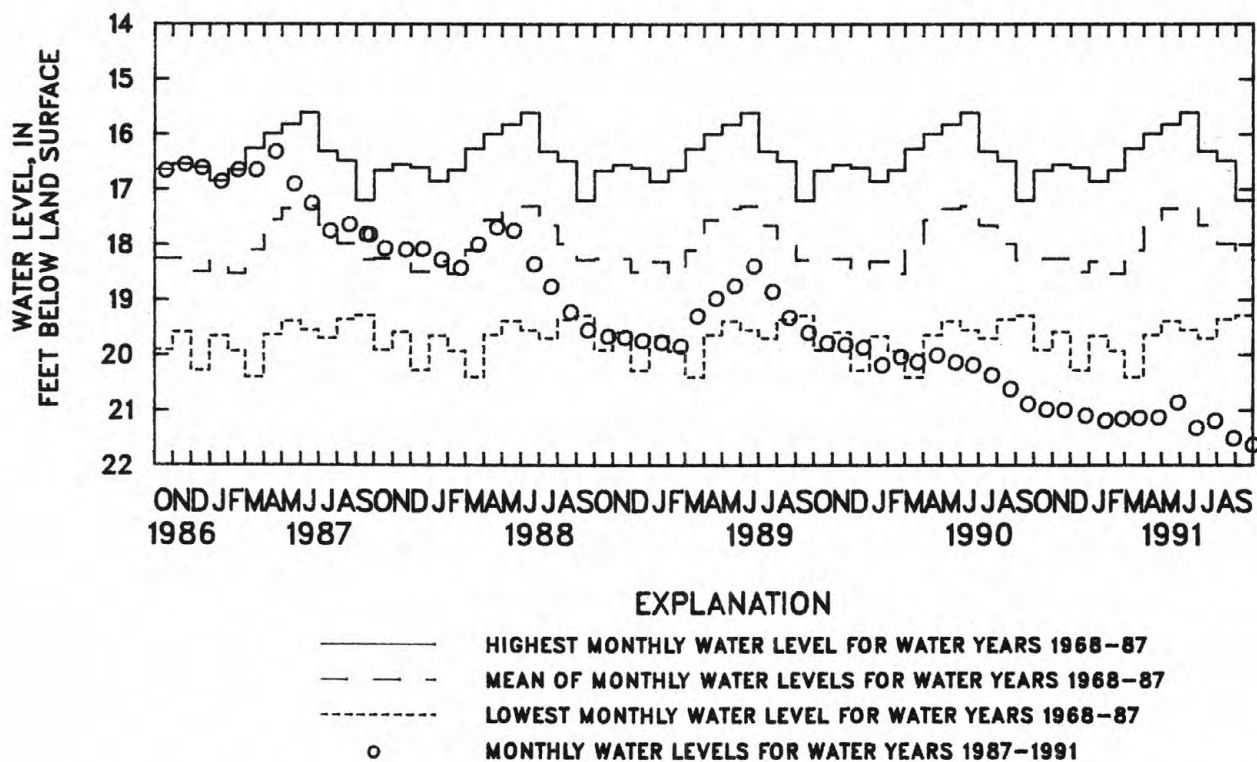 WATER LEVEL, IN
FEET BELOW LAND SURFACE
14
15
16
17
18
19
20
21
22
ONDJFMAMJJASONDJFMAMJJASONDJFMAMJJASONDJFMAMJJASONDJFMAMJJAS
1986 1987 1988 1989 1990 1991
EXPLANATION
HIGHEST MONTHLY WATER LEVEL FOR WATER YEARS 1968-87
MEAN OF MONTHLY WATER LEVELS FOR WATER YEARS 1968-87
LOWEST MONTHLY WATER LEVEL FOR WATER YEARS 1968-87
MONTHLY WATER LEVELS FOR WATER YEARS 1987-1991